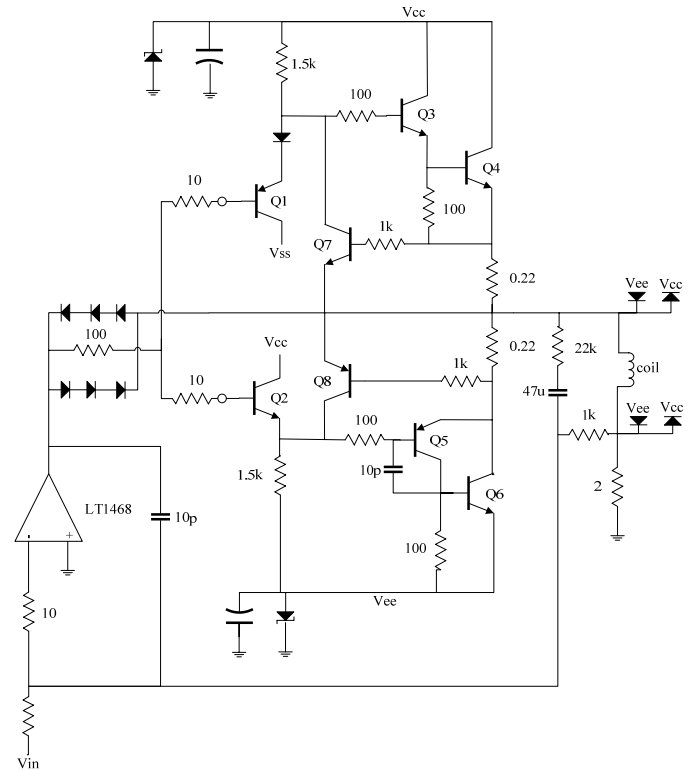 Vcc
1.5k
100
Q3
Q4
10
Q1
100
1k
Vss
Q7
0.22
Vee
Vcc
100
0.22
22k
coil
Vcc
Q8
1k
47u
10
Q2
Vee
Vcc
100
Q5
1k
1.5k
10p
Q6
2
LT1468
10p
- +
100
10
Vee
Vin